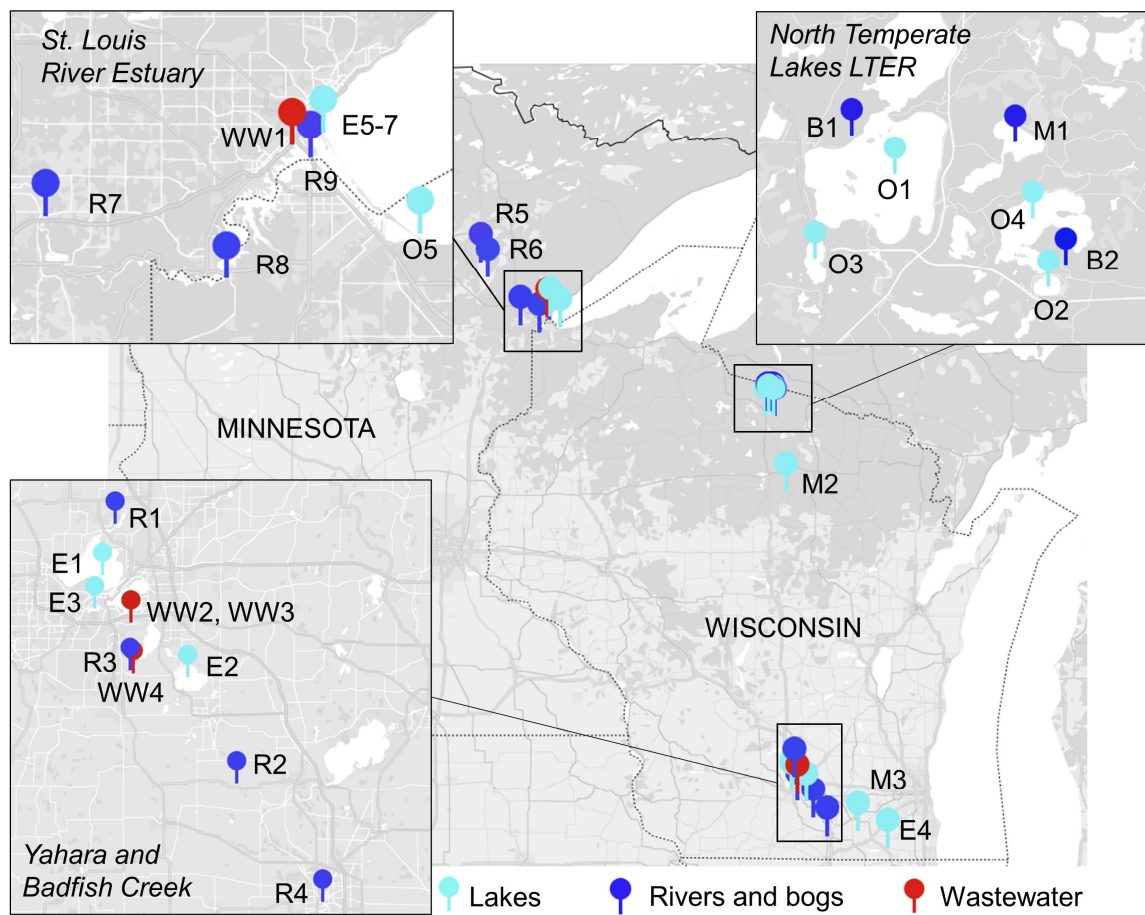 St. Louis
River Estuary
WW1
E5-7
R9
R7
R8
O5
North Temperate
Lakes LTER
B1
M1
O1
O4
O3
B2
O2
R5
R6
MINNESOTA
M2
WISCONSIN
M3
E4
R1
E1
E3
WW2, WW3
R3
E2
WW4
R2
R4
Yahara and
Badfish Creek
Lakes
Rivers and bogs
Wastewater